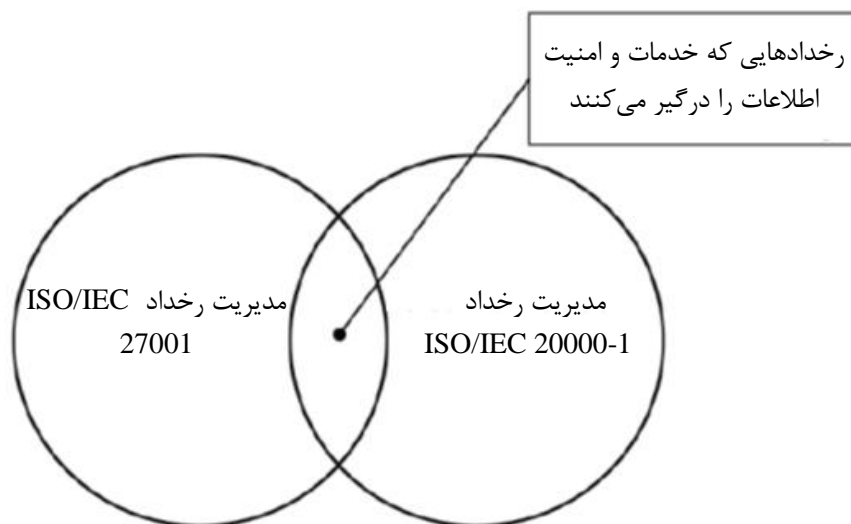 رخدادهایی که خدمات و امنیت
اطلاعات را درگیر می‌کنند
مدیریت رخداد
ISO/IEC 20000-1
مدیریت رخداد ISO/IEC
27001